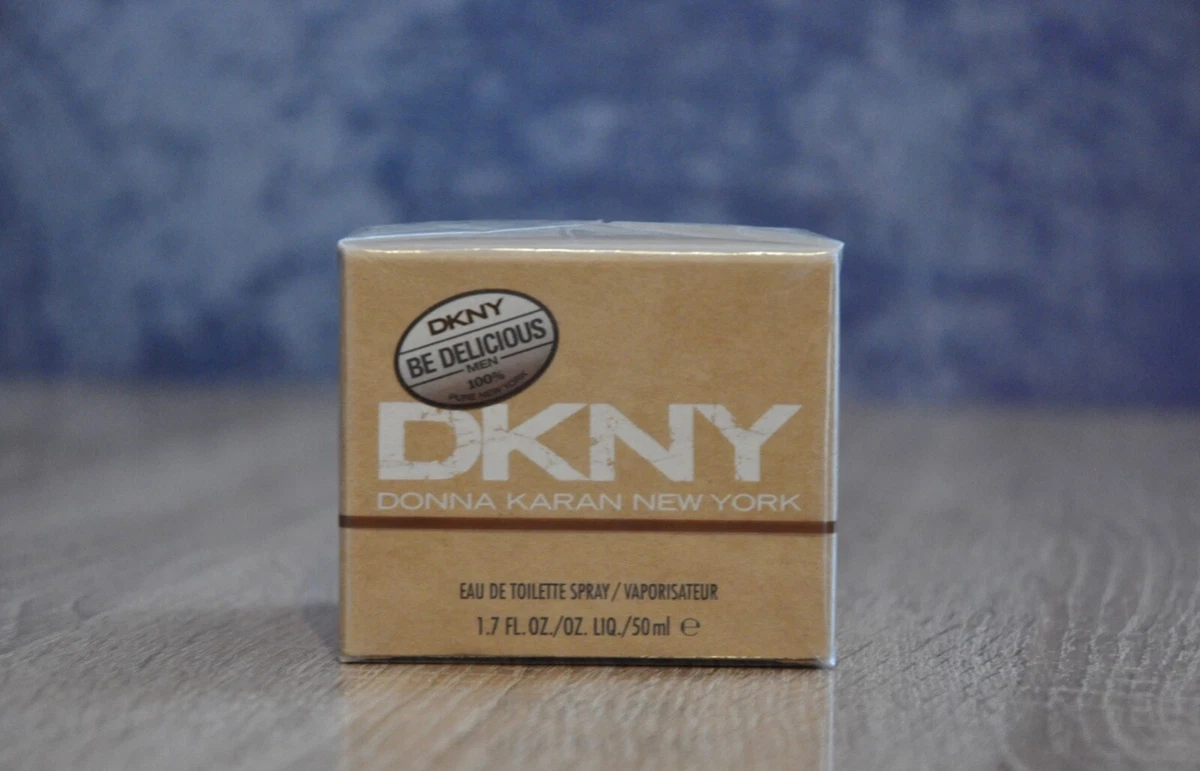 DKNY
BE DELICIOUS
MEN
100%
PURE NEW YORK
DKNY
DONNA KARAN NEW YORK
EAU DE TOILETTE SPRAY / VAPORISATEUR
1.7 FL. OZ./OZ. LIQ./50 ml ℮